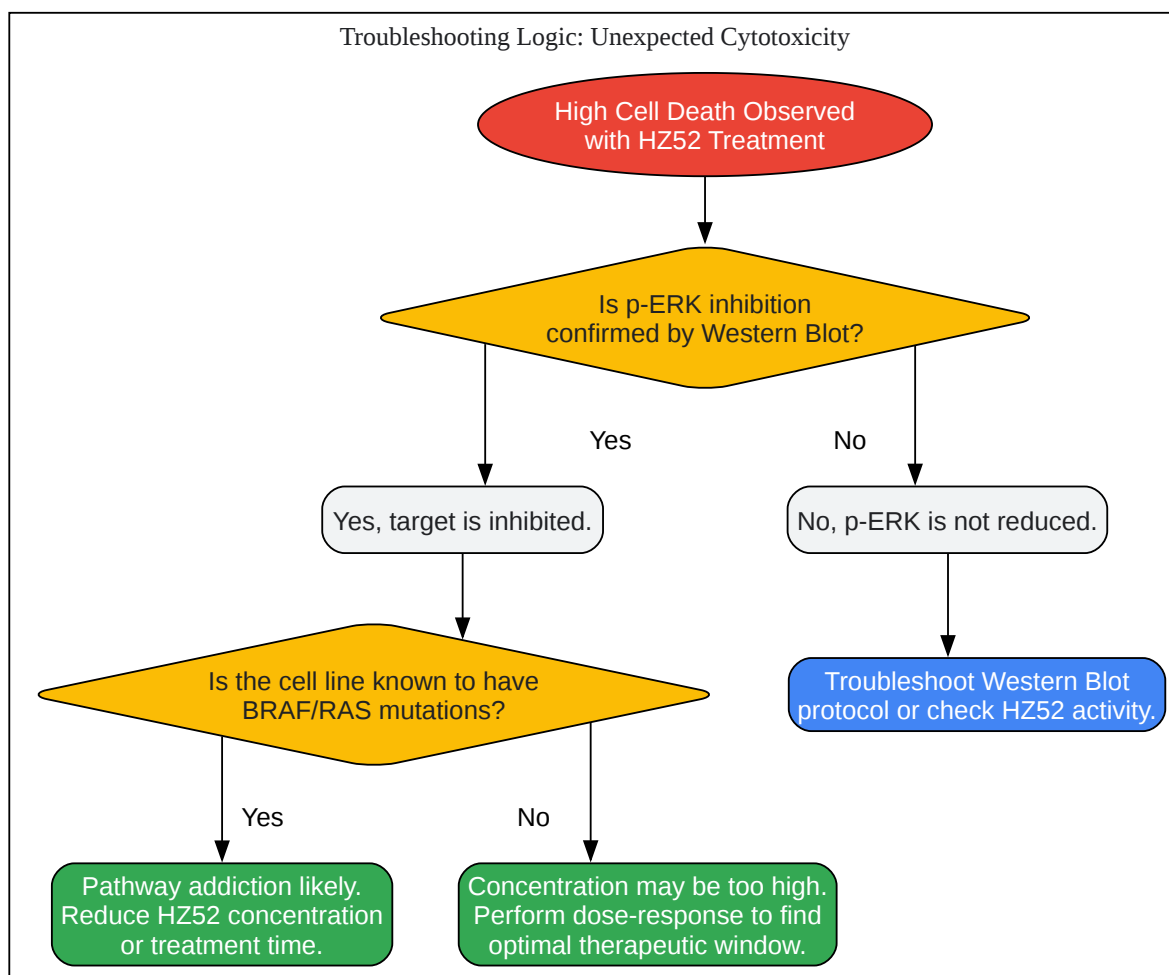 Troubleshooting Logic: Unexpected Cytotoxicity
High Cell Death Observed
with HZ52 Treatment
Is p-ERK inhibition
confirmed by Western Blot?
Yes
No
Yes, target is inhibited.
No, p-ERK is not reduced.
Is the cell line known to have
BRAF/RAS mutations?
Troubleshoot Western Blot
protocol or check HZ52 activity.
Yes
No
Pathway addiction likely.
Reduce HZ52 concentration
or treatment time.
Concentration may be too high.
Perform dose-response to find
optimal therapeutic window.